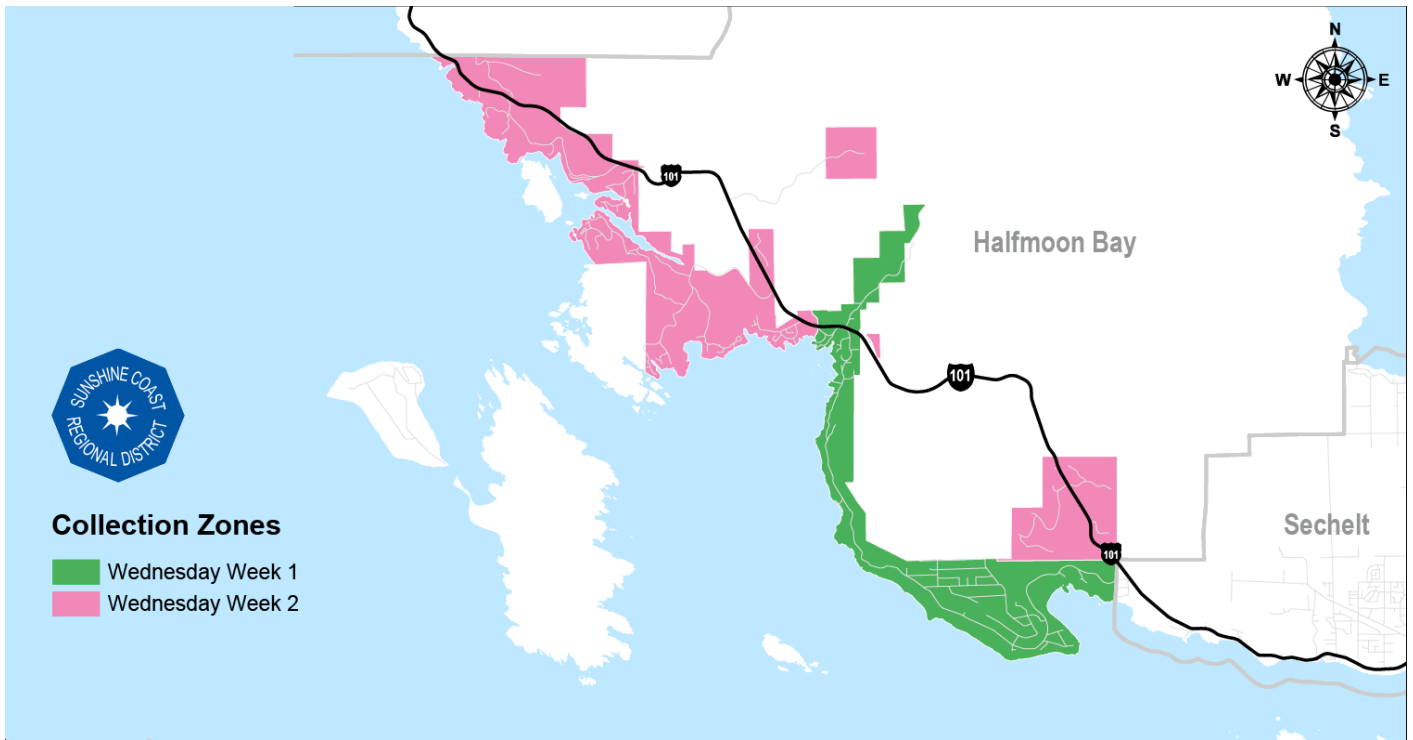 N
W E
S
101
Halfmoon Bay
101
SUNSHINE COAST
REGIONAL DISTRICT
Collection Zones
Sechelt
101
Wednesday Week 1
Wednesday Week 2